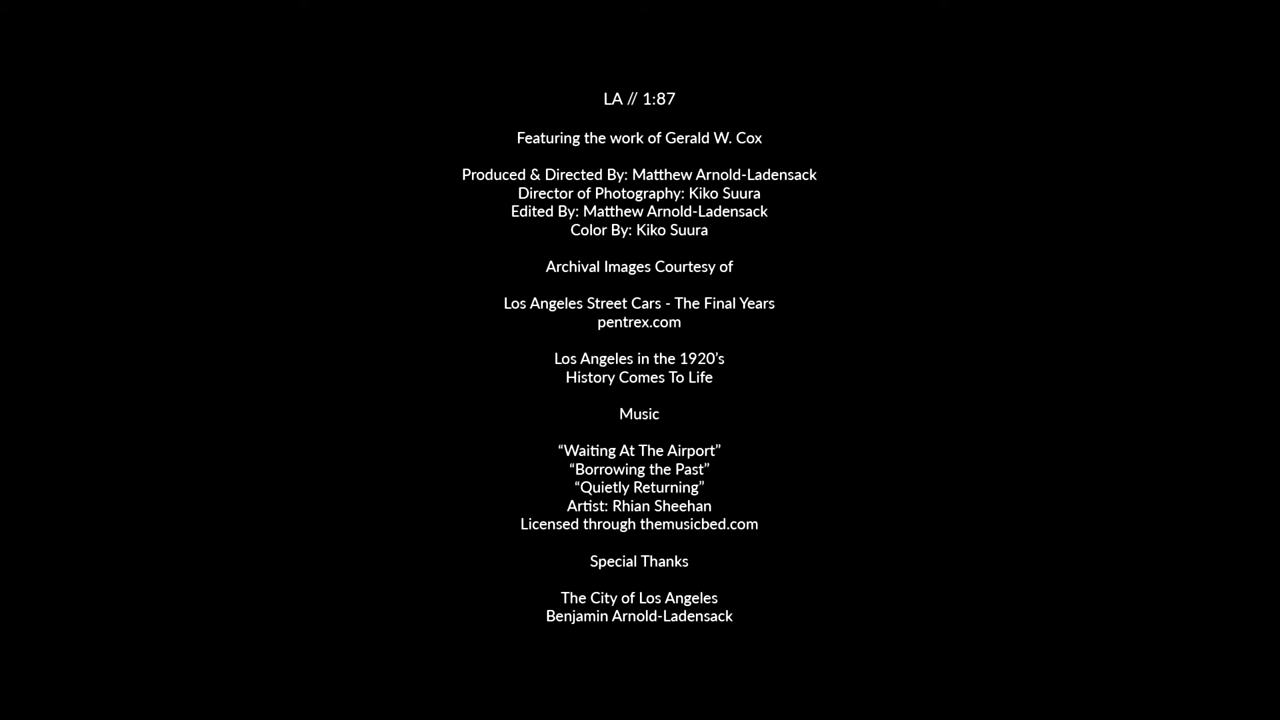 LA // 1:87
Featuring the work of Gerald W. Cox
Produced & Directed By: Matthew Arnold-Ladensack
Director of Photography: Kiko Suura
Edited By: Matthew Arnold-Ladensack
Color By: Kiko Suura
Archival Images Courtesy of
Los Angeles Street Cars - The Final Years
pentrex.com
Los Angeles in the 1920’s
History Comes To Life
Music
“Waiting At The Airport”
“Borrowing the Past”
“Quietly Returning”
Artist: Rhian Sheehan
Licensed through themusicbed.com
Special Thanks
The City of Los Angeles
Benjamin Arnold-Ladensack